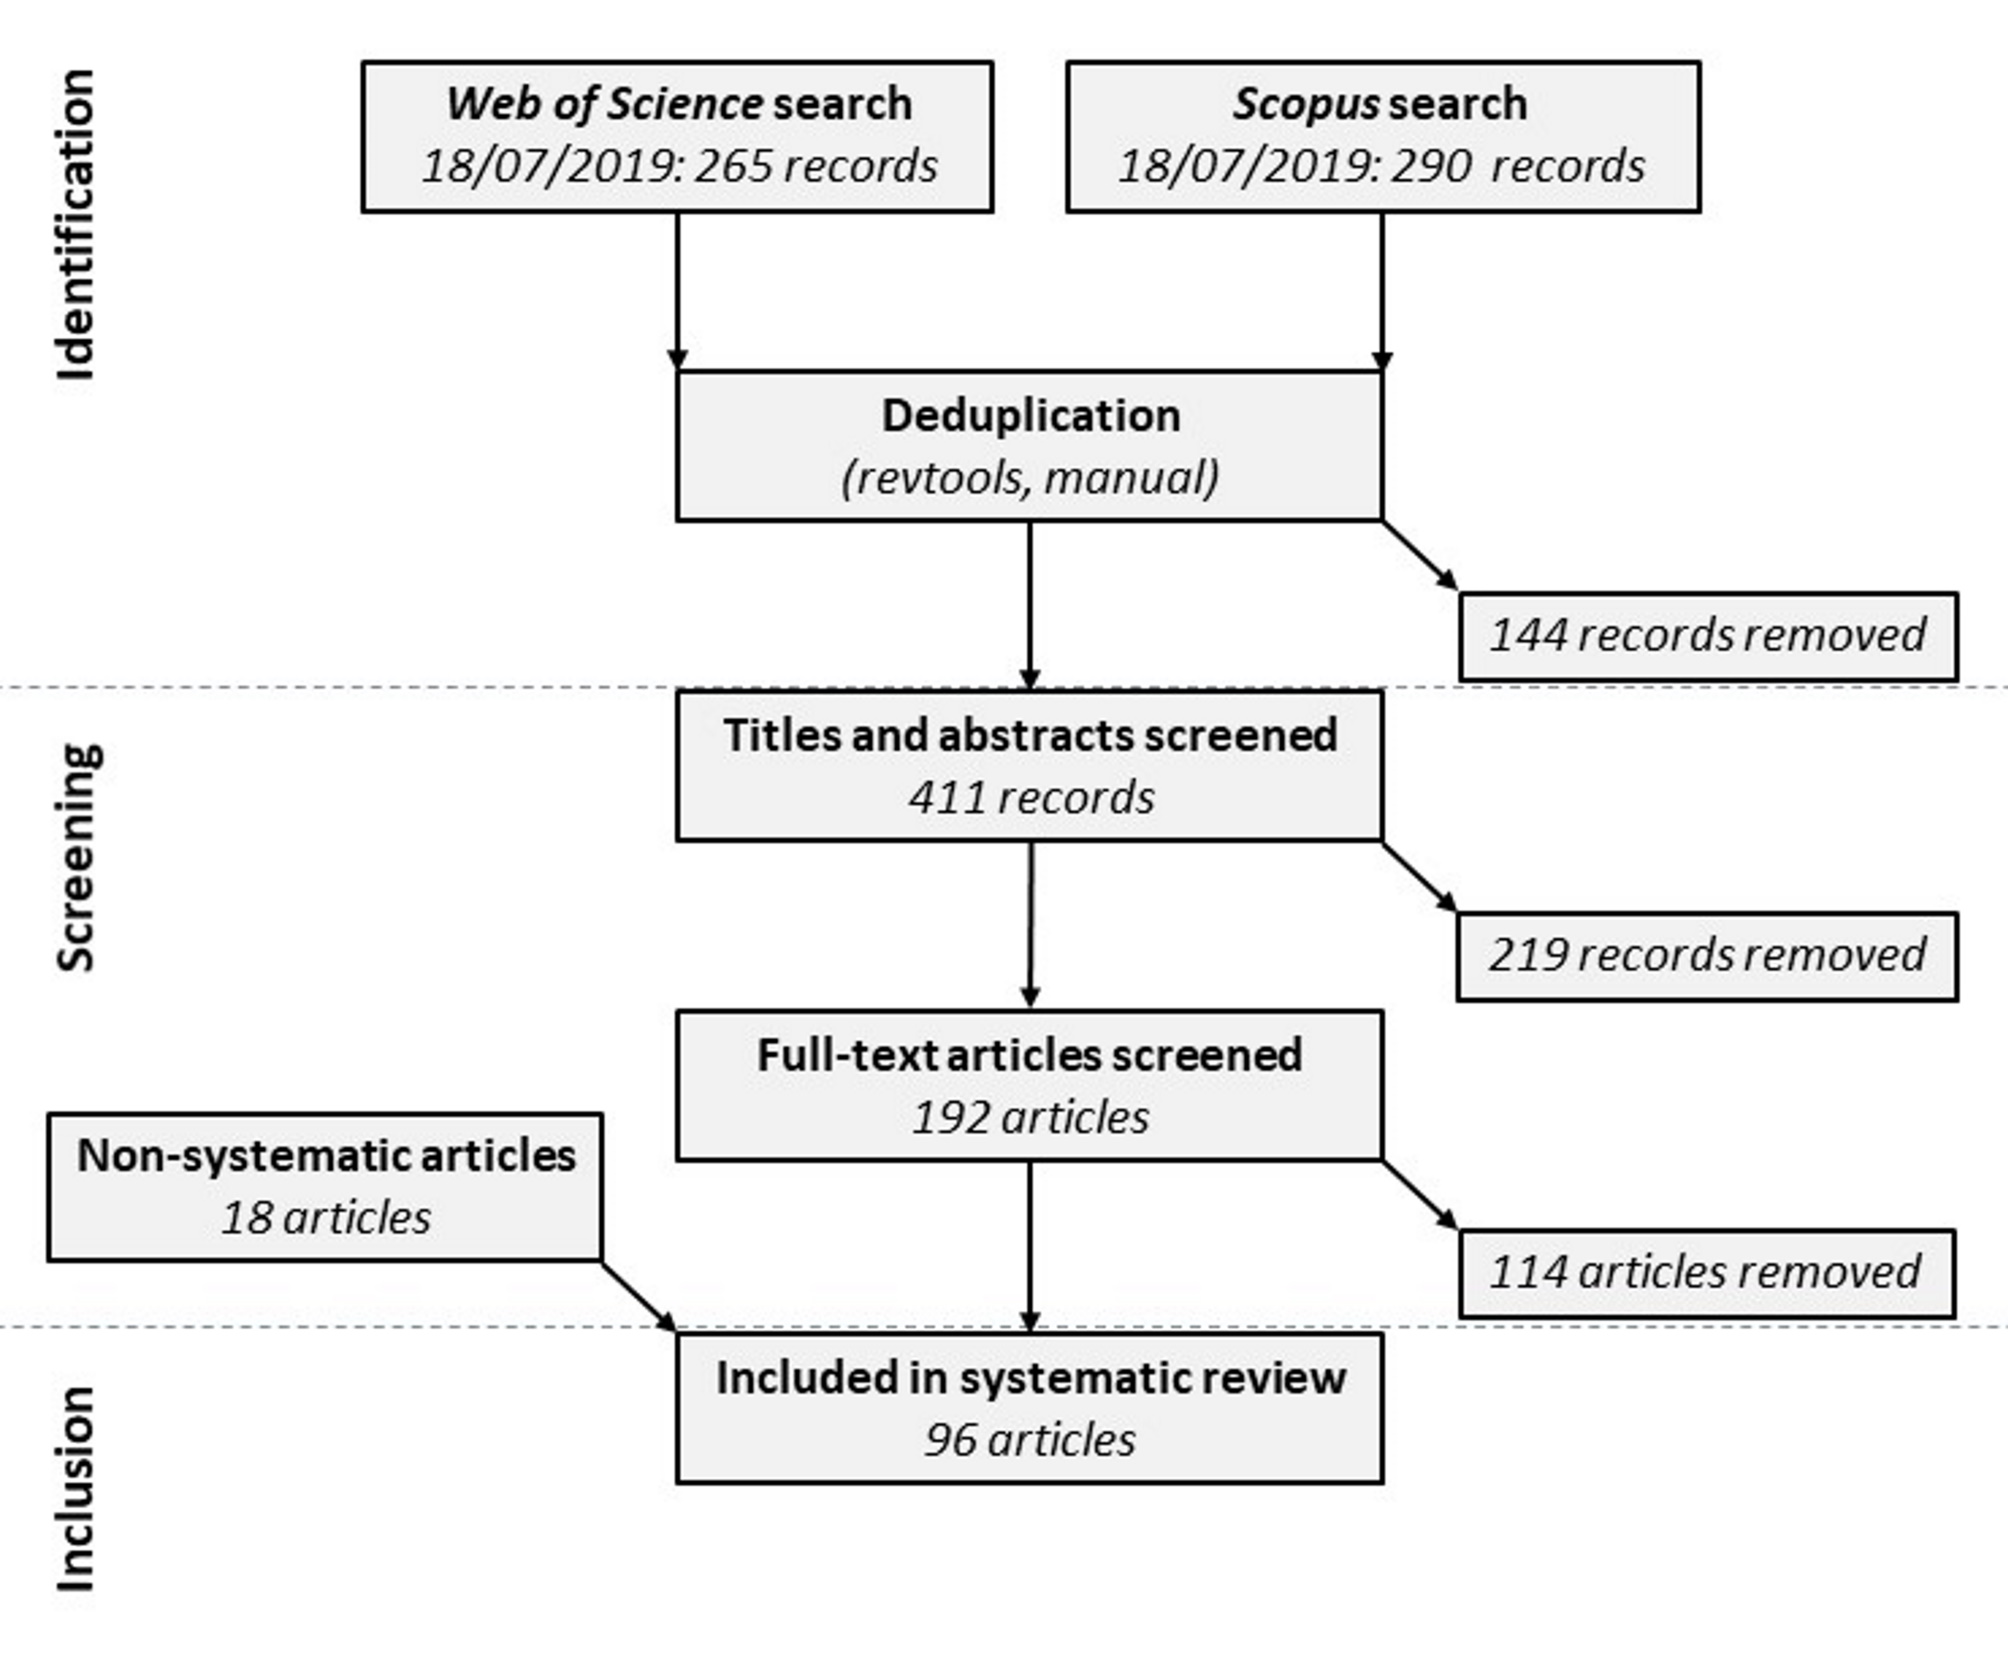 Identification
Web of Science search
18/07/2019: 265 records
Scopus search
18/07/2019: 290 records
Deduplication
(revtools, manual)
144 records removed
Screening
Titles and abstracts screened
411 records
219 records removed
Full-text articles screened
192 articles
Non-systematic articles
18 articles
114 articles removed
Inclusion
Included in systematic review
96 articles